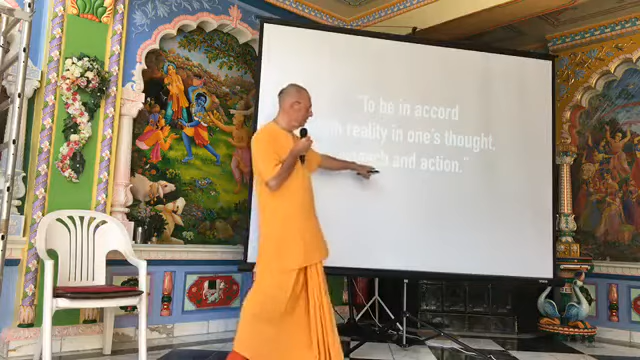 "To be in accord
reality in one's thought,
and action."